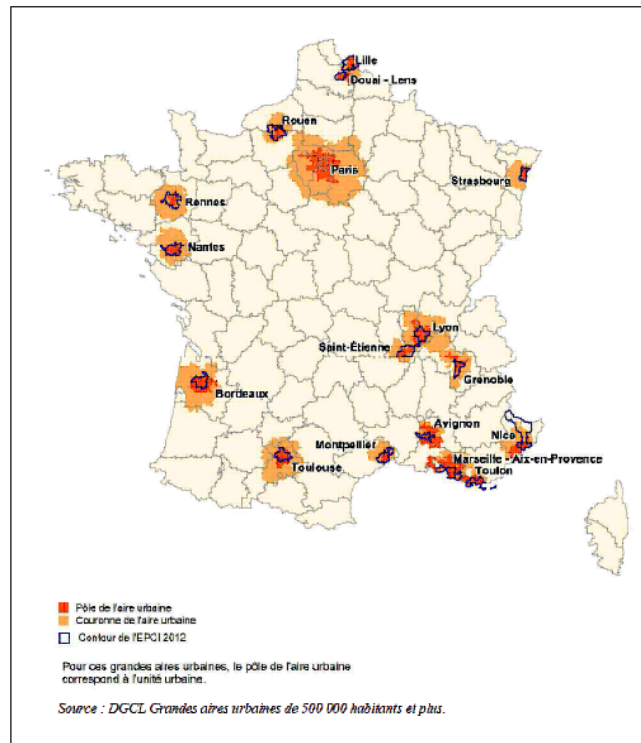 Lille
Douai - Lens
Rouen
Paris
Strasbourg
Rennes
Nantes
Lyon
Saint-Étienne
Grenoble
Bordeaux
Avignon
Nice
Montpellier
Marseille - Aix-en-Provence
Toulon
Toulouse
Pôle de l'aire urbaine
Couronne de l'aire urbaine
Contour de l'EPCI 2012
Pour ces grandes aires urbaines, le pôle de l'aire urbaine
correspond à l'unité urbaine.
Source : DGCL Grandes aires urbaines de 500 000 habitants et plus.